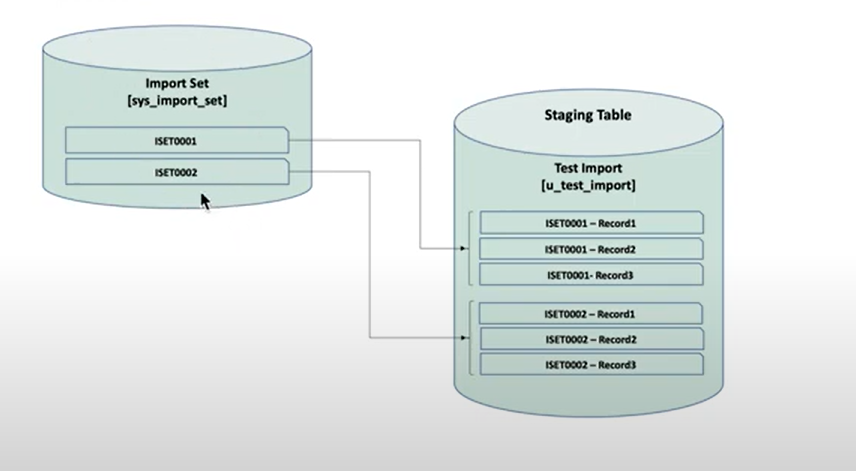 Import Set
[sys_import_set]
ISET0001
ISET0002
Staging Table
Test Import
[u_test_import]
ISET0001 – Record1
ISET0001 – Record2
ISET0001- Record3
ISET0002 – Record1
ISET0002 – Record2
ISET0002 – Record3